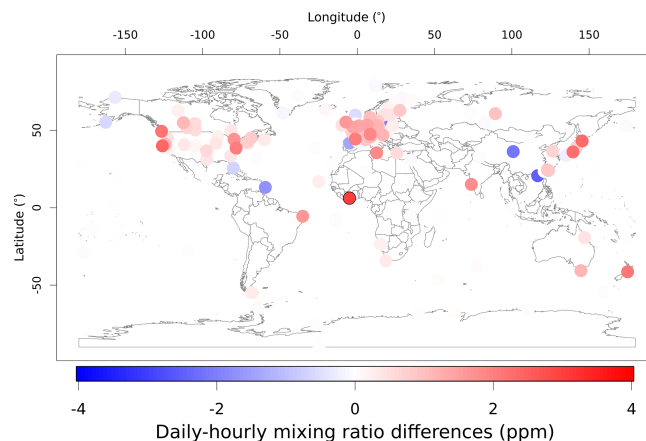 Longitude (°)
-150 -100 -50 0 50 100 150
Latitude (°)
50
0
-50
-4 -2 0 2 4
Daily-hourly mixing ratio differences (ppm)